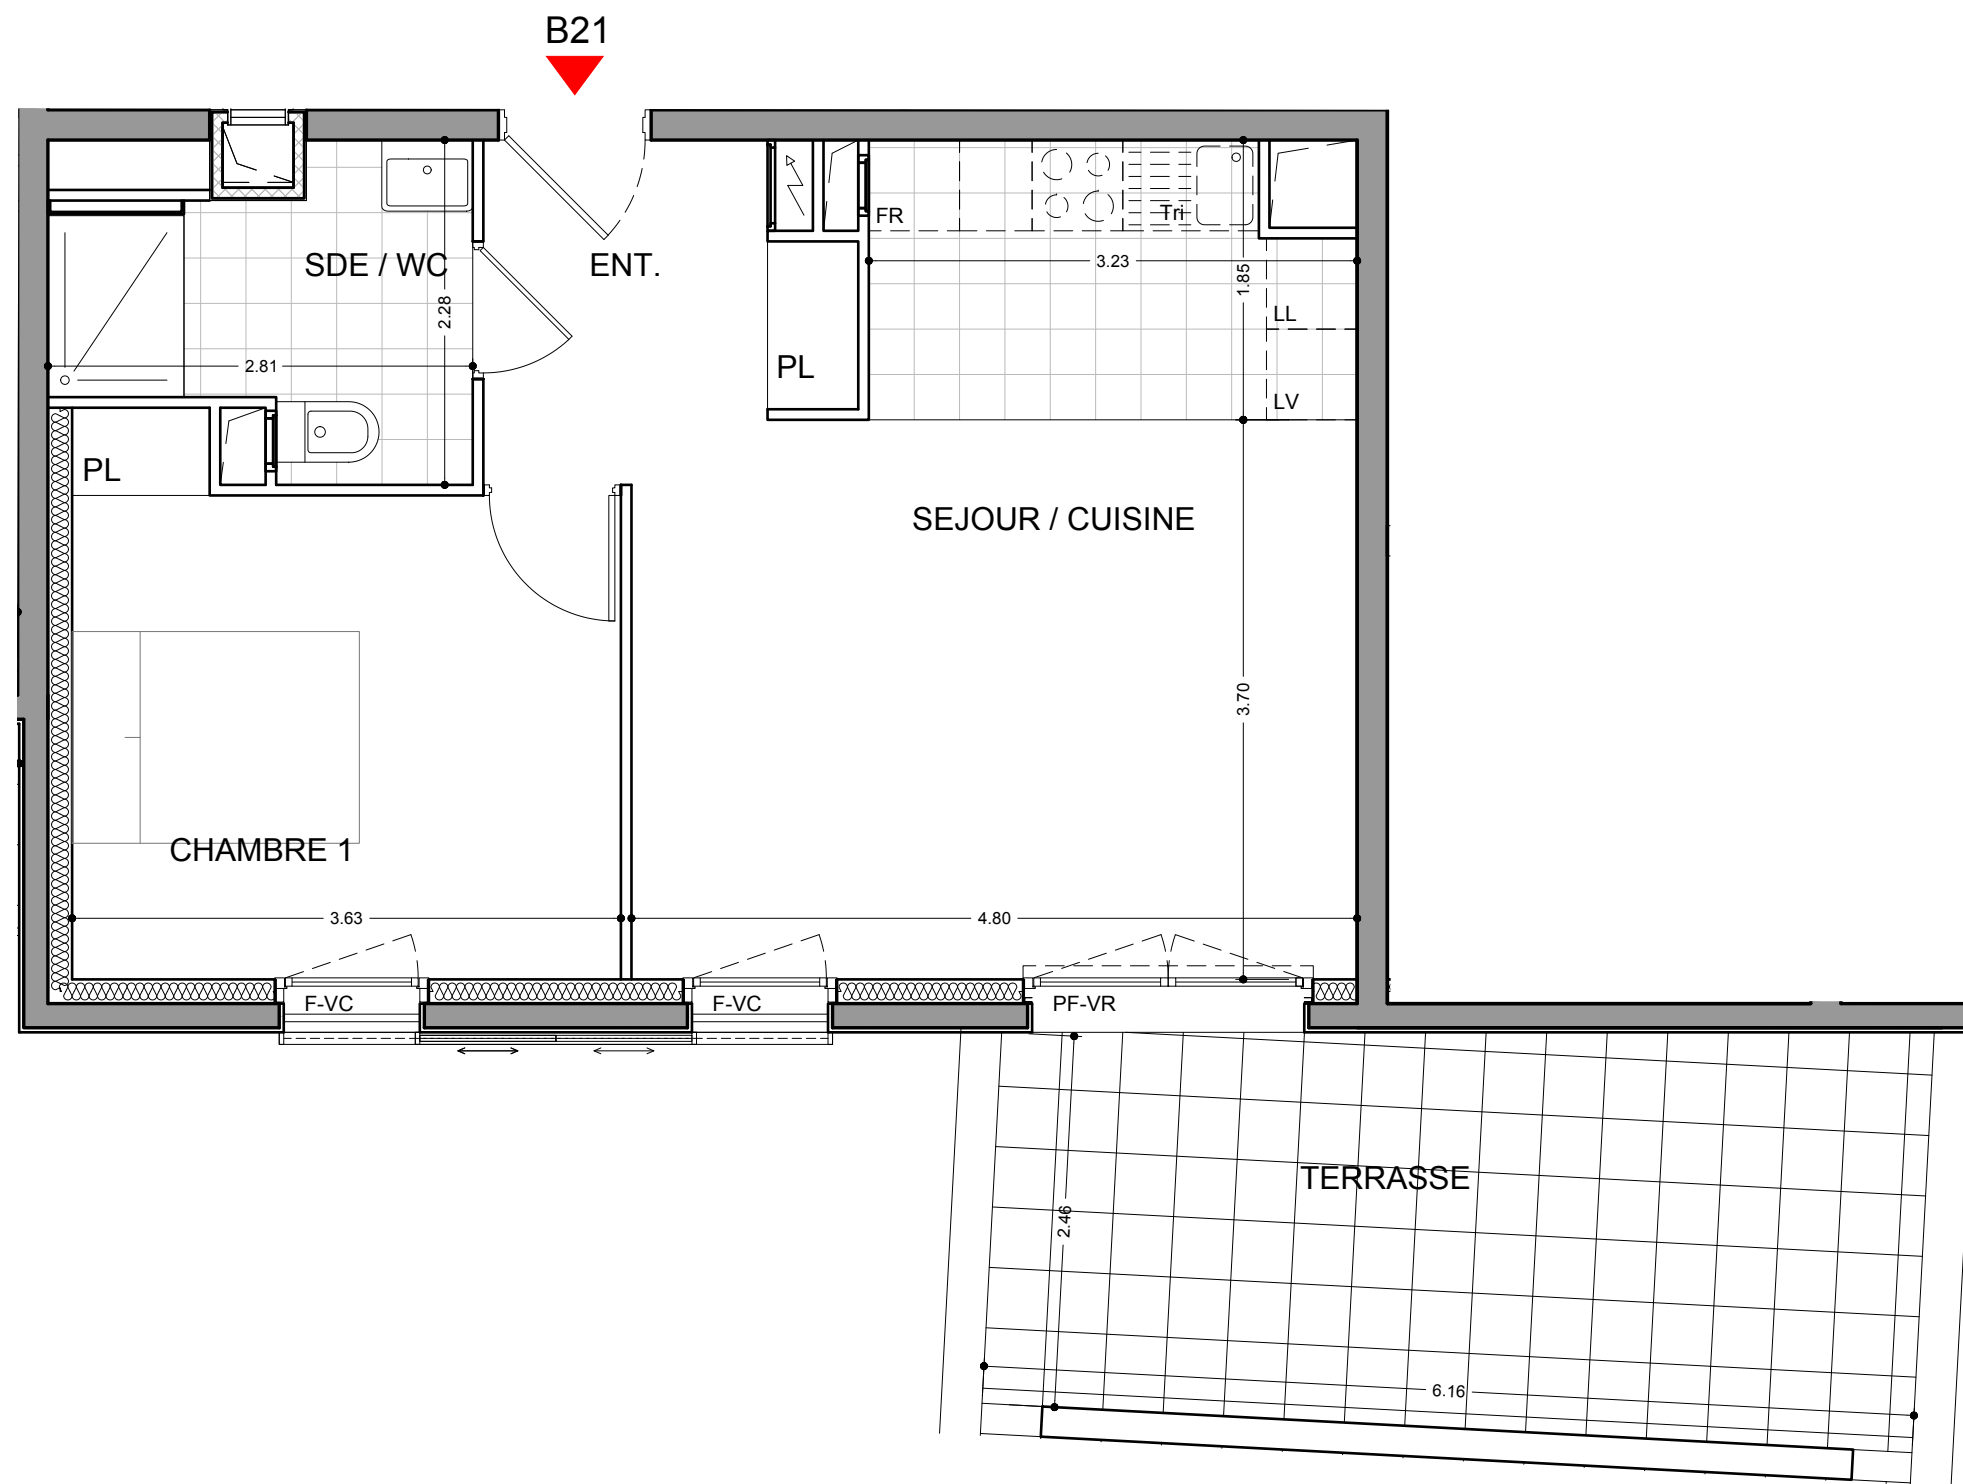 B21
FR
Tri
SDE / WC
ENT.
3.23
1.85
2.28
LL
2.81
PL
LV
PL
SEJOUR / CUISINE
3.70
CHAMBRE 1
3.63
4.80
F-VC
F-VC
PF-VR
TERRASSE
2.46
6.16